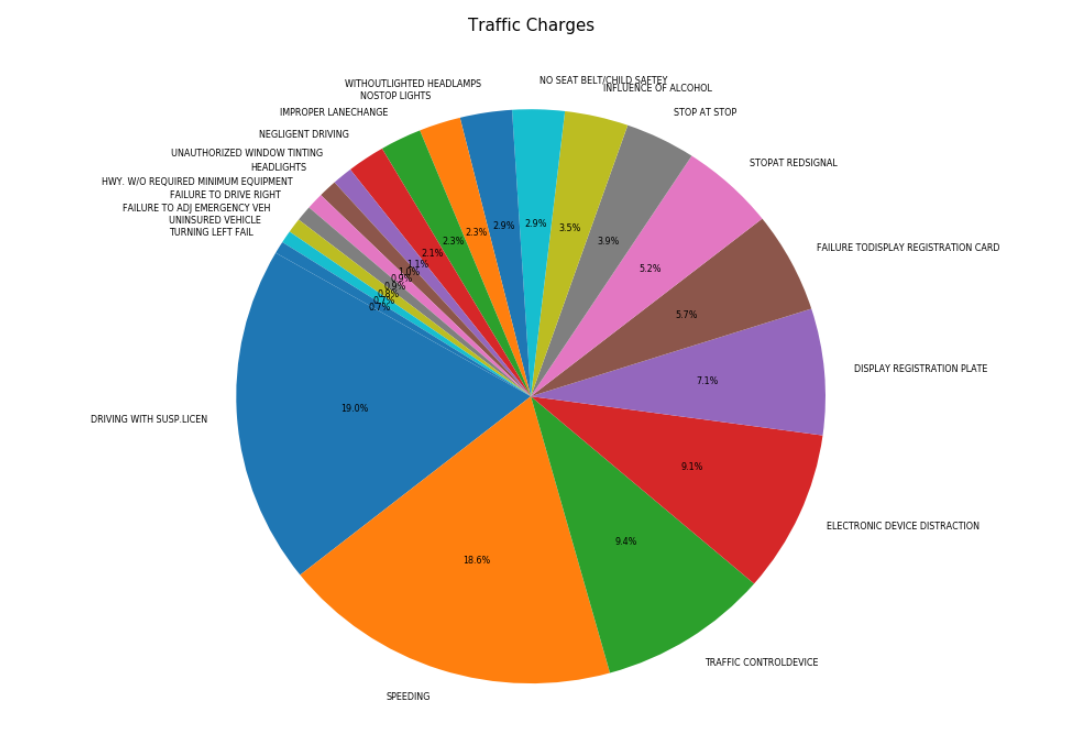 Traffic Charges
NO SEAT BELT/CHILD SAFTEY
WITHOUTLIGHTED HEADLAMPS
INFLUENCE OF ALCOHOL
NOSTOP LIGHTS
IMPROPER LANECHANGE
STOP AT STOP
NEGLIGENT DRIVING
UNAUTHORIZED WINDOW TINTING
STOPAT REDSIGNAL
HEADLIGHTS
HWY. W/O REQUIRED MINIMUM EQUIPMENT
FAILURE TO DRIVE RIGHT
FAILURE TO ADJ EMERGENCY VEH
UNINSURED VEHICLE
TURNING LEFT FAIL
2.9%
2.9%
3.5%
2.3%
2.3%
3.9%
FAILURE TODISPLAY REGISTRATION CARD
2.1%
1.1%
5.2%
1.0%
0.9%
0.9%
0.8%
0.7%
0.7%
5.7%
DISPLAY REGISTRATION PLATE
7.1%
19.0%
DRIVING WITH SUSP.LICEN
9.1%
ELECTRONIC DEVICE DISTRACTION
9.4%
18.6%
TRAFFIC CONTROLDEVICE
SPEEDING